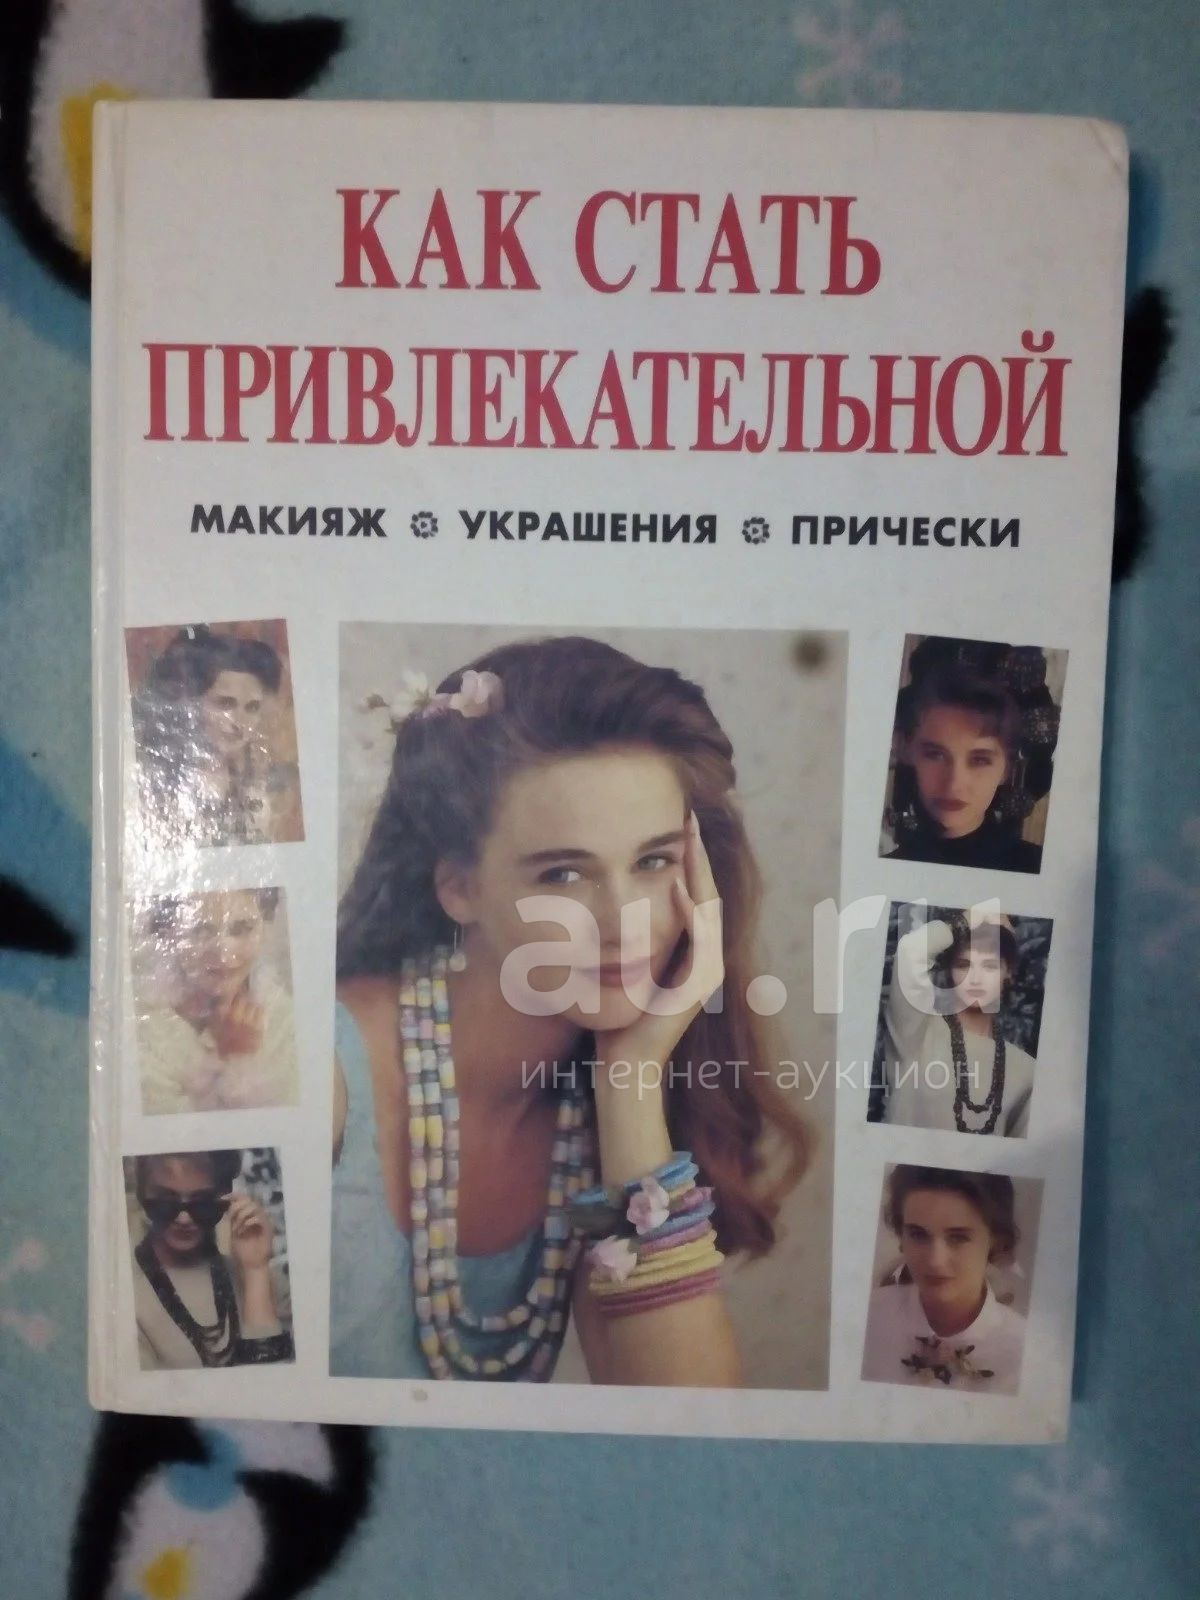 КАК СТАТЬ
ПРИВЛЕКАТЕЛЬНОЙ
МАКИЯЖ УКРАШЕНИЯ ПРИЧЕСКИ
au.ru
интернет-аукцион